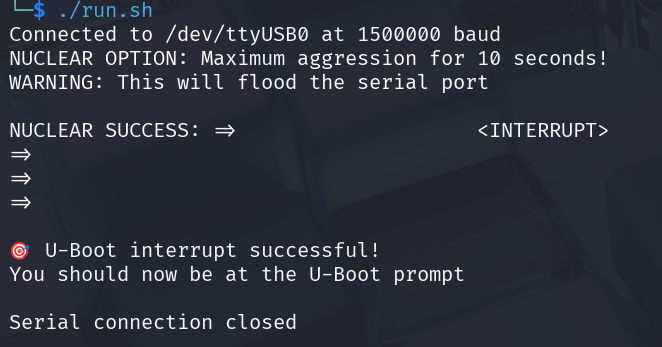 └─$ ./run.sh
Connected to /dev/ttyUSB0 at 1500000 baud
NUCLEAR OPTION: Maximum aggression for 10 seconds!
WARNING: This will flood the serial port
NUCLEAR SUCCESS: => <INTERRUPT>
=>
=>
=>
🎯 U-Boot interrupt successful!
You should now be at the U-Boot prompt
Serial connection closed